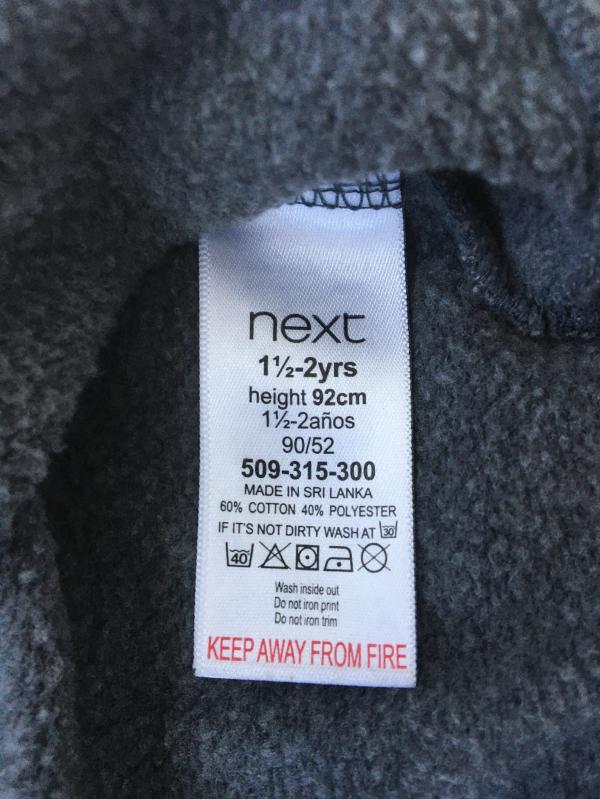 next
1½-2yrs
height 92cm
1½-2años
90/52
509-315-300
MADE IN SRI LANKA
60% COTTON 40% POLYESTER
IF IT'S NOT DIRTY WASH AT 30
40
Wash inside out
Do not iron print
Do not iron trim
KEEP AWAY FROM FIRE